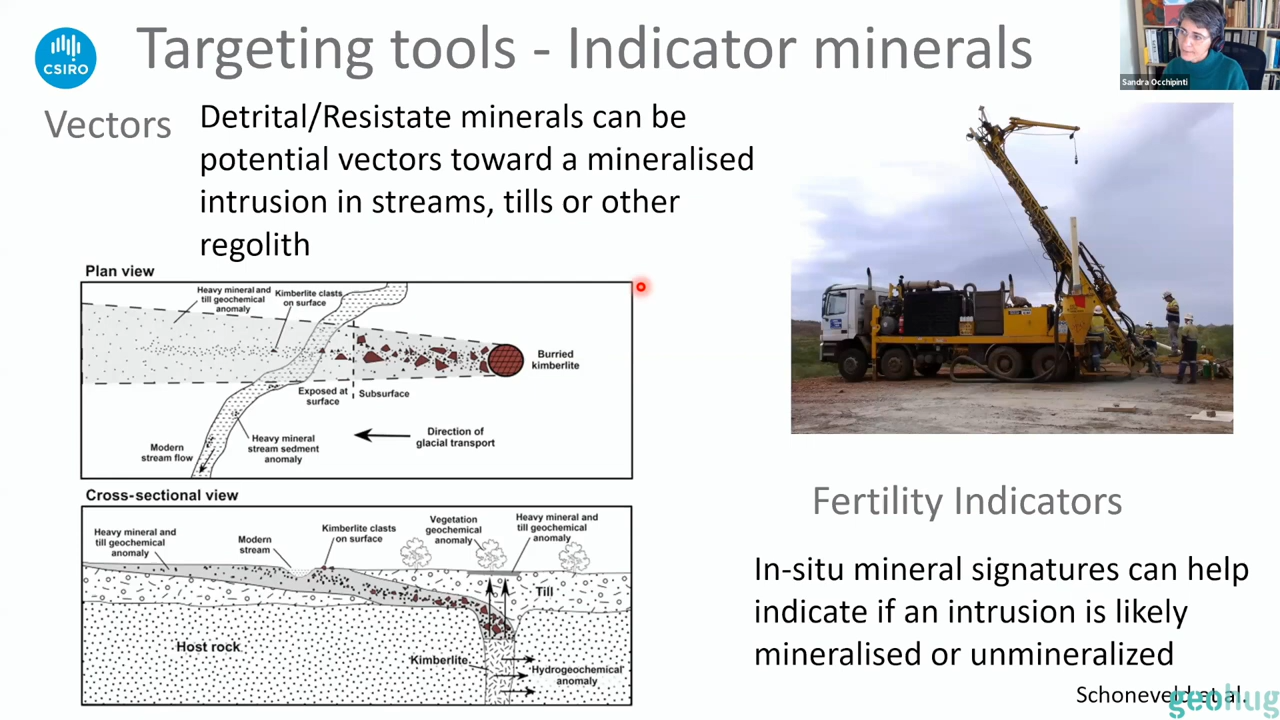 CSIRO
Targeting tools - Indicator minerals
Sandra Occhipinti
Vectors
Detrital/Resistate minerals can be
potential vectors toward a mineralised
intrusion in streams, tills or other
regolith
Plan view
Heavy mineral and
till geochemical
anomaly
Kimberlite clasts
on surface
Burried
kimberlite
Exposed at
surface
Subsurface
Direction of
glacial transport
Modern
stream flow
Heavy mineral
stream sediment
anomaly
Cross-sectional view
Heavy mineral and
till geochemical
anomaly
Modern
stream
Kimberlite clasts
on surface
Vegetation
geochemical
anomaly
Heavy mineral and
till geochemical
anomaly
Till
Host rock
Kimberlite
Hydrogeochemical
anomaly
Fertility Indicators
In-situ mineral signatures can help
indicate if an intrusion is likely
mineralised or unmineralized
Schoneveld et al.
geohug